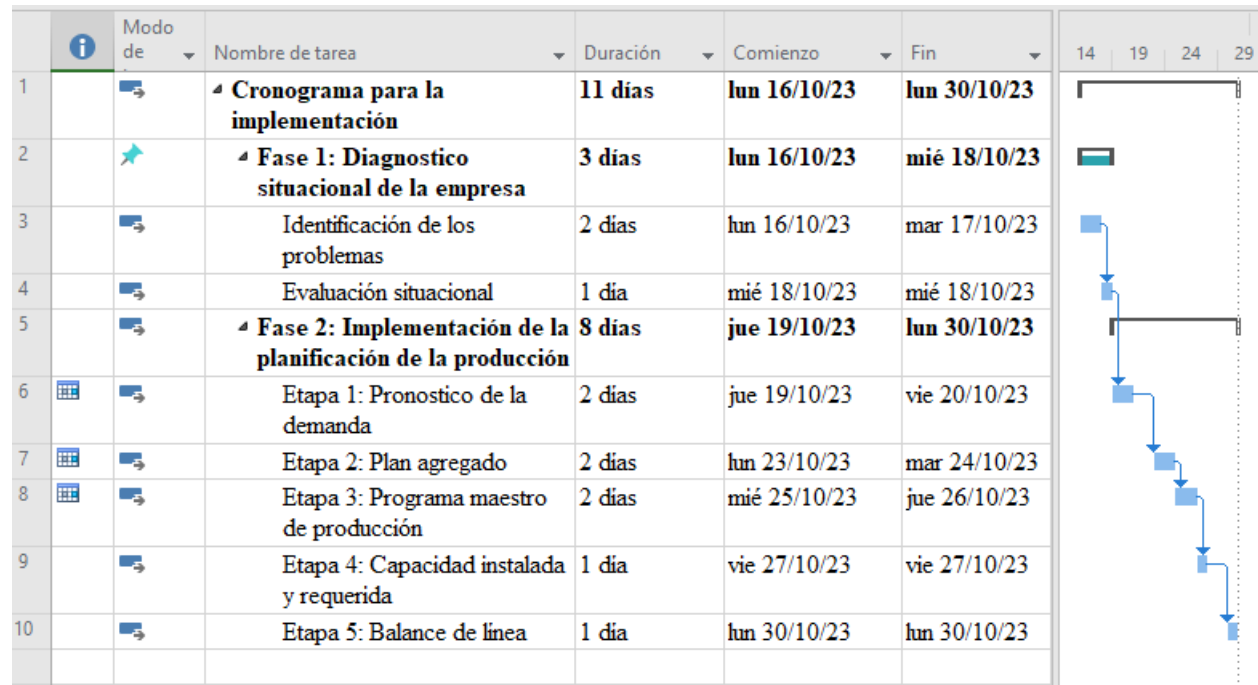 Modo
de Nombre de tarea Duración Comienzo Fin 14 19 24 29
1 Cronograma para la 11 días lun 16/10/23 lun 30/10/23
implementación
2 Fase 1: Diagnostico 3 días lun 16/10/23 mié 18/10/23
situacional de la empresa
3 Identificación de los 2 días lun 16/10/23 mar 17/10/23
problemas
4 Evaluación situacional 1 día mié 18/10/23 mié 18/10/23
5 Fase 2: Implementación de la 8 días jue 19/10/23 lun 30/10/23
planificación de la producción
6 Etapa 1: Pronostico de la 2 días jue 19/10/23 vie 20/10/23
demanda
7 Etapa 2: Plan agregado 2 días lun 23/10/23 mar 24/10/23
8 Etapa 3: Programa maestro 2 días mié 25/10/23 jue 26/10/23
de producción
9 Etapa 4: Capacidad instalada 1 día vie 27/10/23 vie 27/10/23
y requerida
10 Etapa 5: Balance de línea 1 día lun 30/10/23 lun 30/10/23